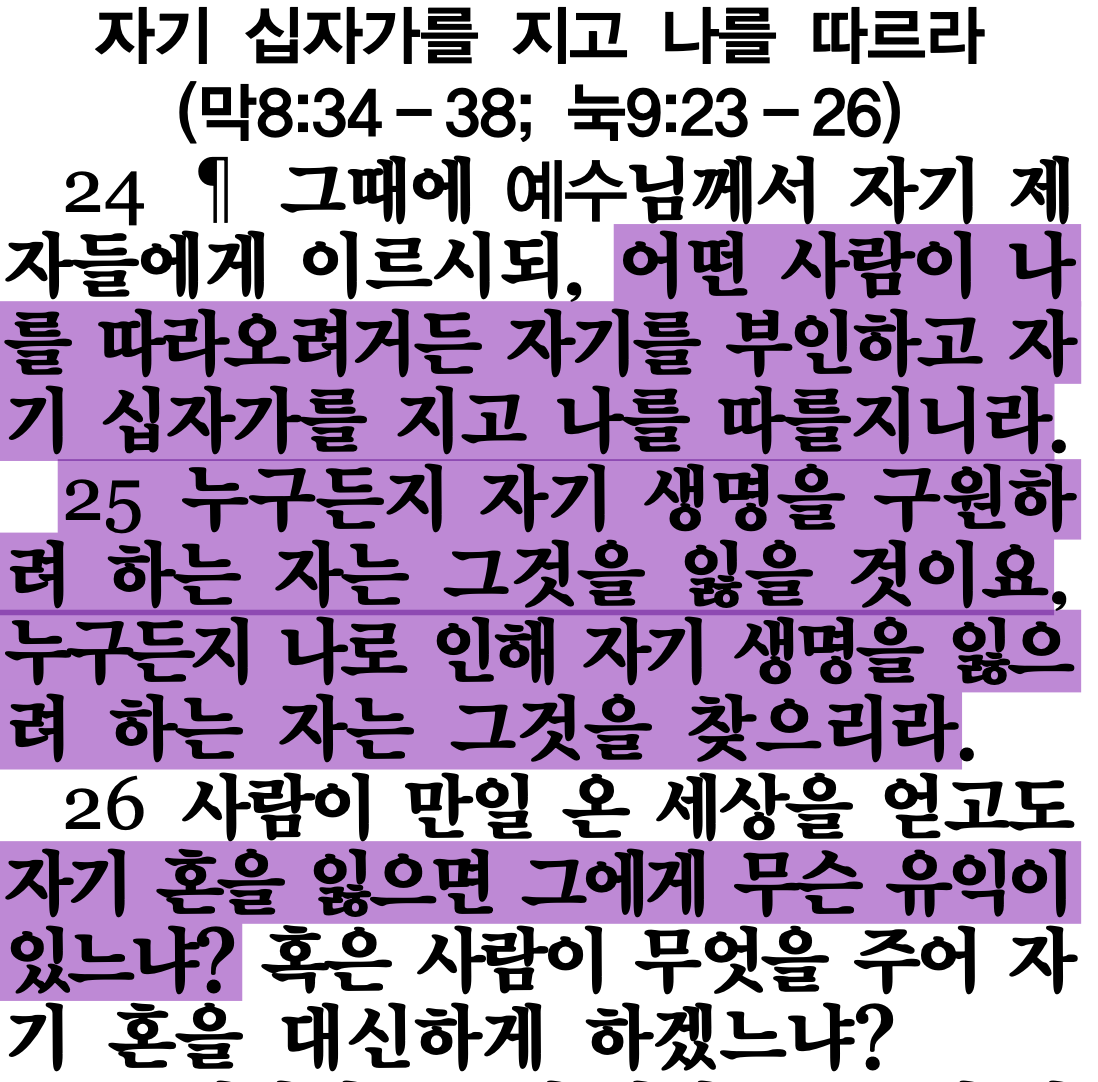 자기 십자가를 지고 나를 따르라
(막8:34 – 38; 눅9:23 – 26)
24 ¶ 그때에 예수님께서 자기 제
자들에게 이르시되, 어떤 사람이 나
를 따라오려거든 자기를 부인하고 자
기 십자가를 지고 나를 따를지니라.
25 누구든지 자기 생명을 구원하
려 하는 자는 그것을 잃을 것이요,
누구든지 나로 인해 자기 생명을 잃으
려 하는 자는 그것을 찾으리라.
26 사람이 만일 온 세상을 얻고도
자기 혼을 잃으면 그에게 무슨 유익이
있느냐? 혹은 사람이 무엇을 주어 자
기 혼을 대신하게 하겠느냐?